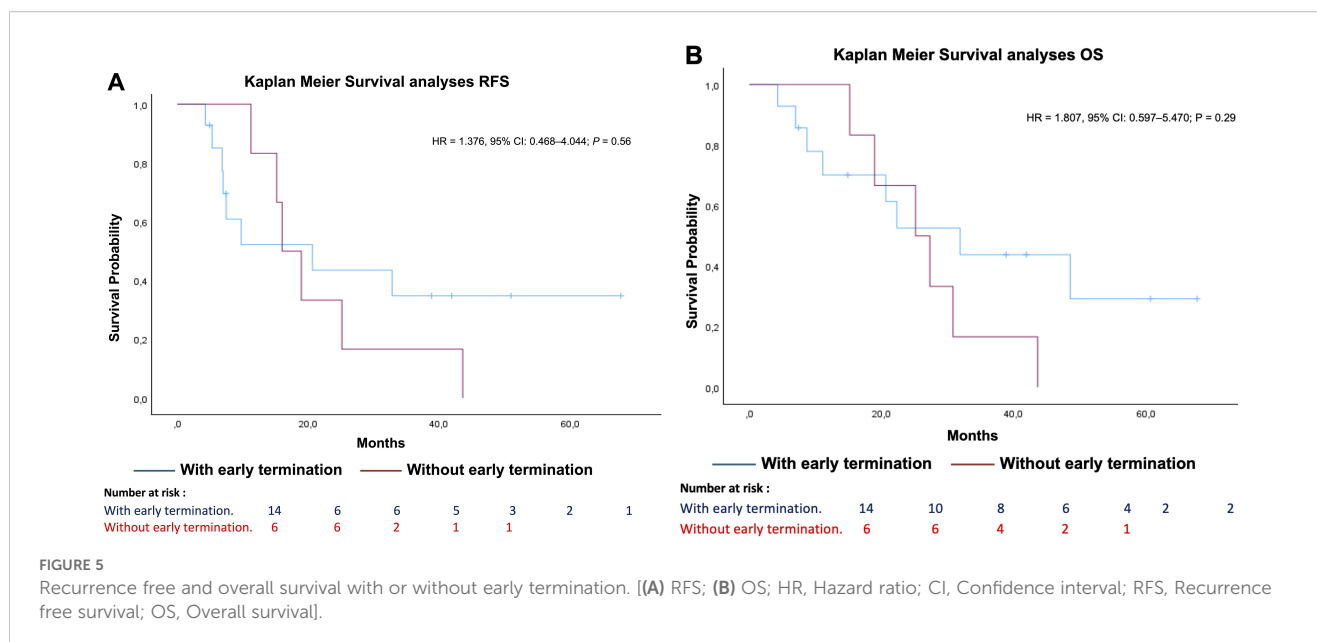 A
Kaplan Meier Survival analyses RFS
HR = 1.376, 95% CI: 0.468–4.044; P = 0.56
Survival Probability
1,0
0,8
0,6
0,4
0,2
0,0
,0 20,0 40,0 60,0
Months
With early termination Without early termination
Number at risk :
With early termination. 14 6 6 5 3 2 1
Without early termination. 6 6 2 1 1
B
Kaplan Meier Survival analyses OS
HR = 1.807, 95% CI: 0.597–5.470; P = 0.29
Survival Probability
1,0
0,8
0,6
0,4
0,2
0,0
,0 20,0 40,0 60,0
Months
With early termination Without early termination
Number at risk :
With early termination. 14 10 8 6 4 2 2
Without early termination. 6 6 4 2 1
FIGURE 5
Recurrence free and overall survival with or without early termination. [(A) RFS; (B) OS; HR, Hazard ratio; CI, Confidence interval; RFS, Recurrence
free survival; OS, Overall survival].